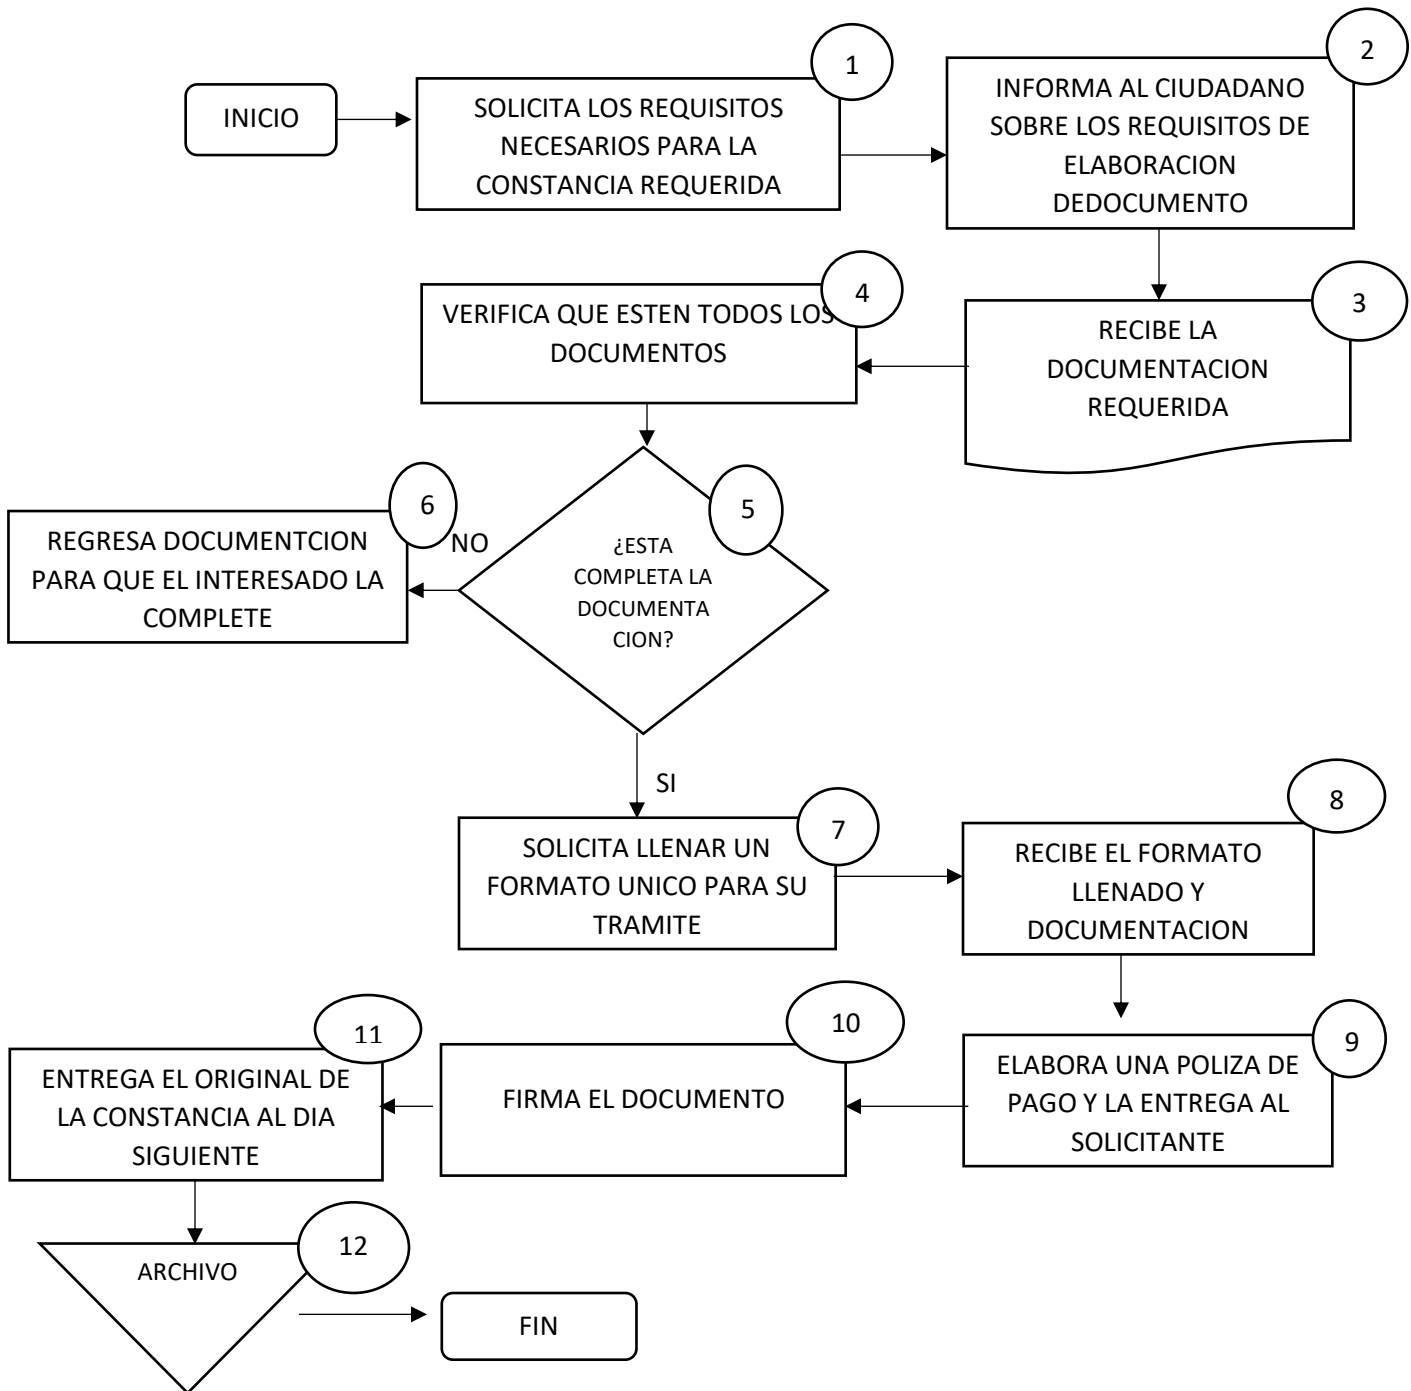 INICIO
1
SOLICITA LOS REQUISITOS
NECESARIOS PARA LA
CONSTANCIA REQUERIDA
2
INFORMA AL CIUDADANO
SOBRE LOS REQUISITOS DE
ELABORACION
DEDOCUMENTO
3
RECIBE LA
DOCUMENTACION
REQUERIDA
4
VERIFICA QUE ESTEN TODOS LOS
DOCUMENTOS
5
¿ESTA
COMPLETA LA
DOCUMENTA
CION?
NO
6
REGRESA DOCUMENTCION
PARA QUE EL INTERESADO LA
COMPLETE
SI
7
SOLICITA LLENAR UN
FORMATO UNICO PARA SU
TRAMITE
8
RECIBE EL FORMATO
LLENADO Y
DOCUMENTACION
9
ELABORA UNA POLIZA DE
PAGO Y LA ENTREGA AL
SOLICITANTE
10
FIRMA EL DOCUMENTO
11
ENTREGA EL ORIGINAL DE
LA CONSTANCIA AL DIA
SIGUIENTE
12
ARCHIVO
FIN